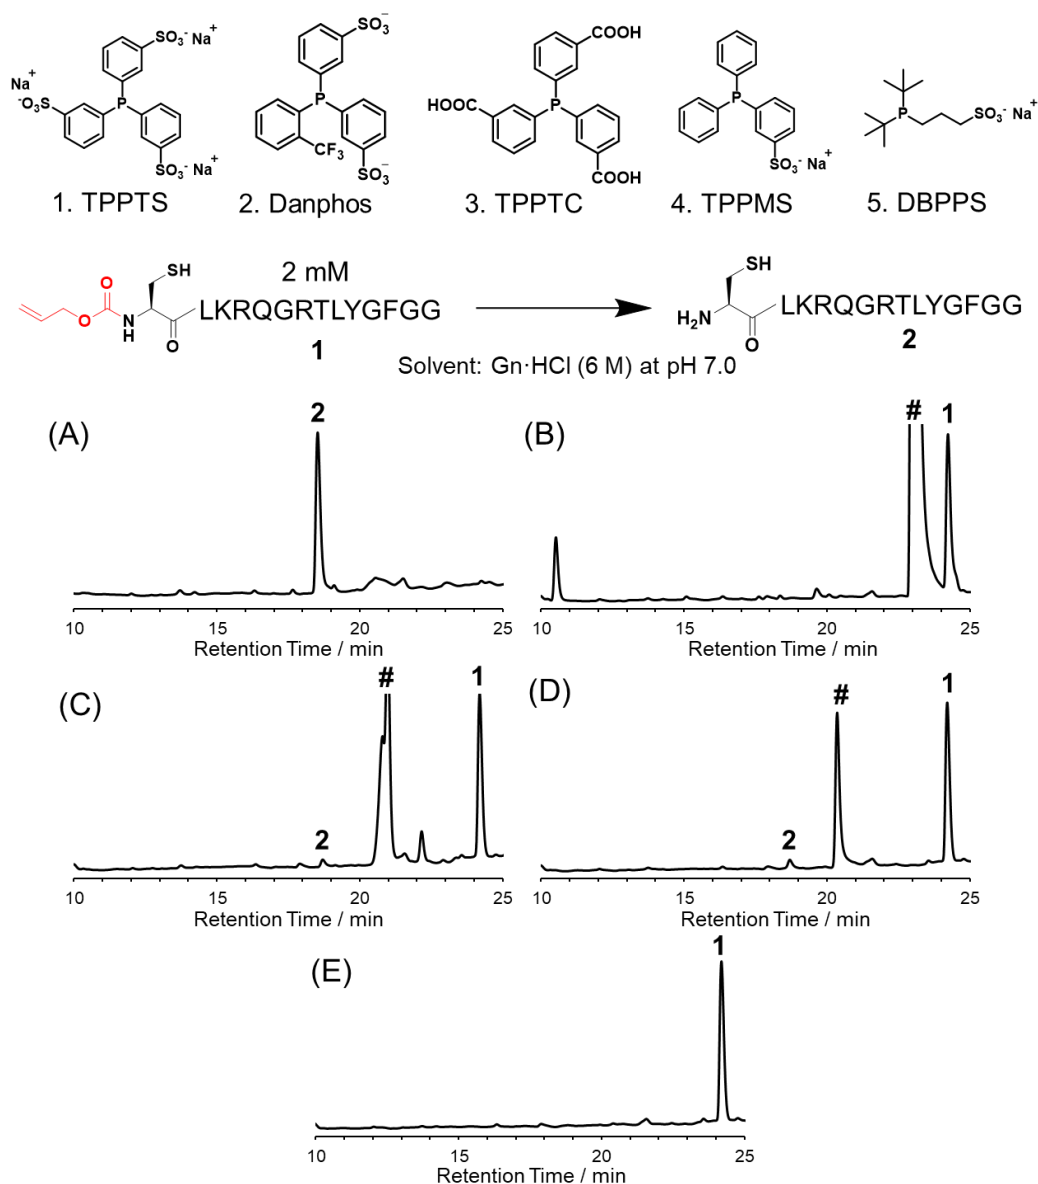 SO₃⁻ Na⁺
Na⁺
⁻O₃S
P
SO₃⁻ Na⁺
1. TPPTS
SO₃⁻
P
CF₃
SO₃⁻
2. Danphos
COOH
HOOC
P
COOH
3. TPPTC
P
SO₃⁻ Na⁺
4. TPPMS
P
SO₃⁻ Na⁺
5. DBPPS
O
O
N
H
SH
O
2 mM
LKRQGRTLYGFGG
1
Solvent: Gn·HCl (6 M) at pH 7.0
SH
H₂N
O
LKRQGRTLYGFGG
2
(A)
2
10 15 20 25
Retention Time / min
(B)
# 1
10 15 20 25
Retention Time / min
(C)
2 # 1
10 15 20 25
Retention Time / min
(D)
2 # 1
10 15 20 25
Retention Time / min
(E)
1
10 15 20 25
Retention Time / min